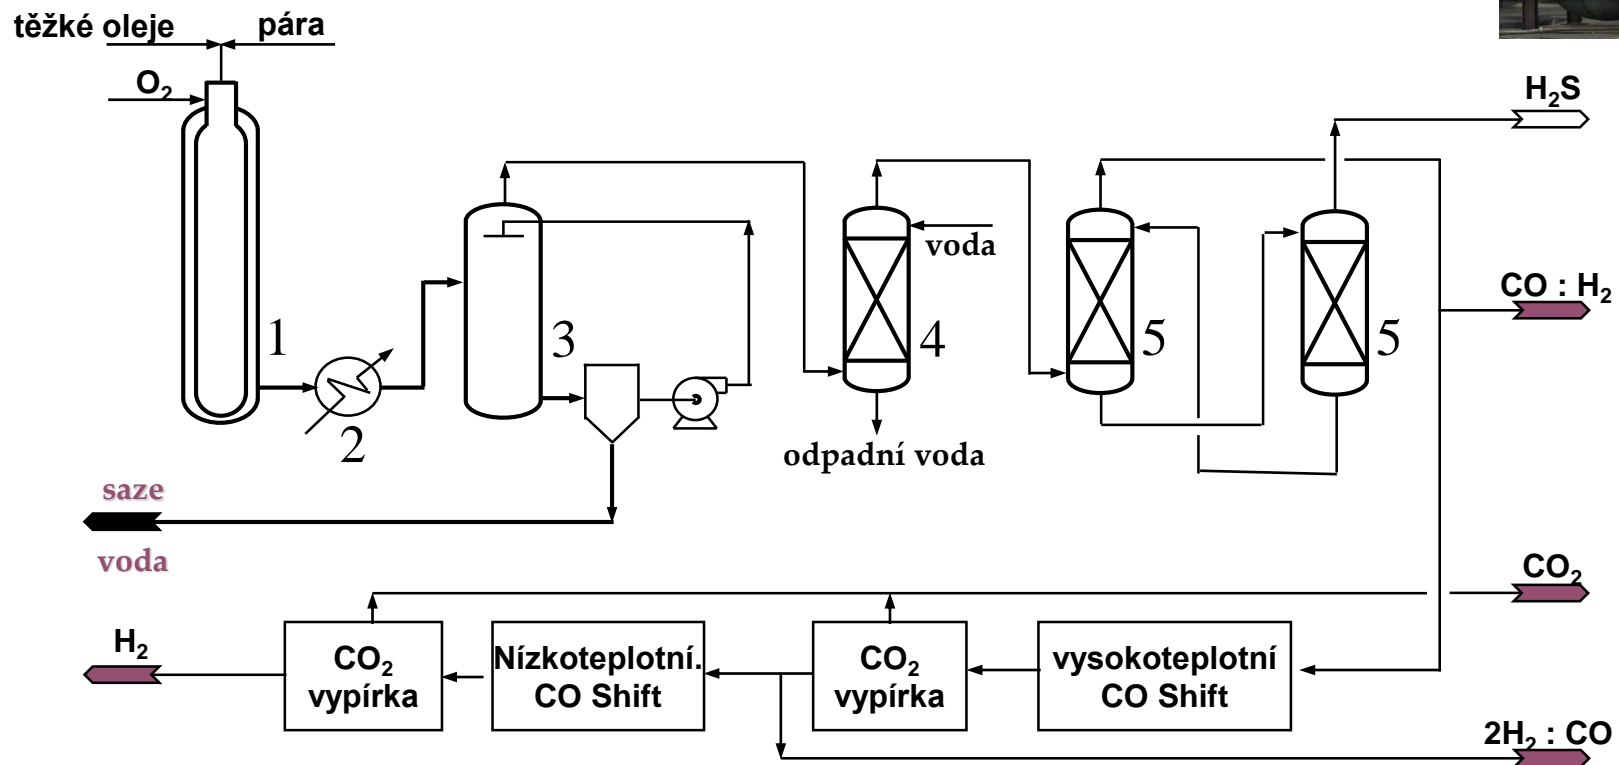 těžké oleje
pára
O₂
H₂S
voda
CO : H₂
1
2
3
4
5
5
odpadní voda
saze
voda
CO₂
H₂
CO₂
vypírka
Nízkoteplotní.
CO Shift
CO₂
vypírka
vysokoteplotní
CO Shift
2H₂ : CO